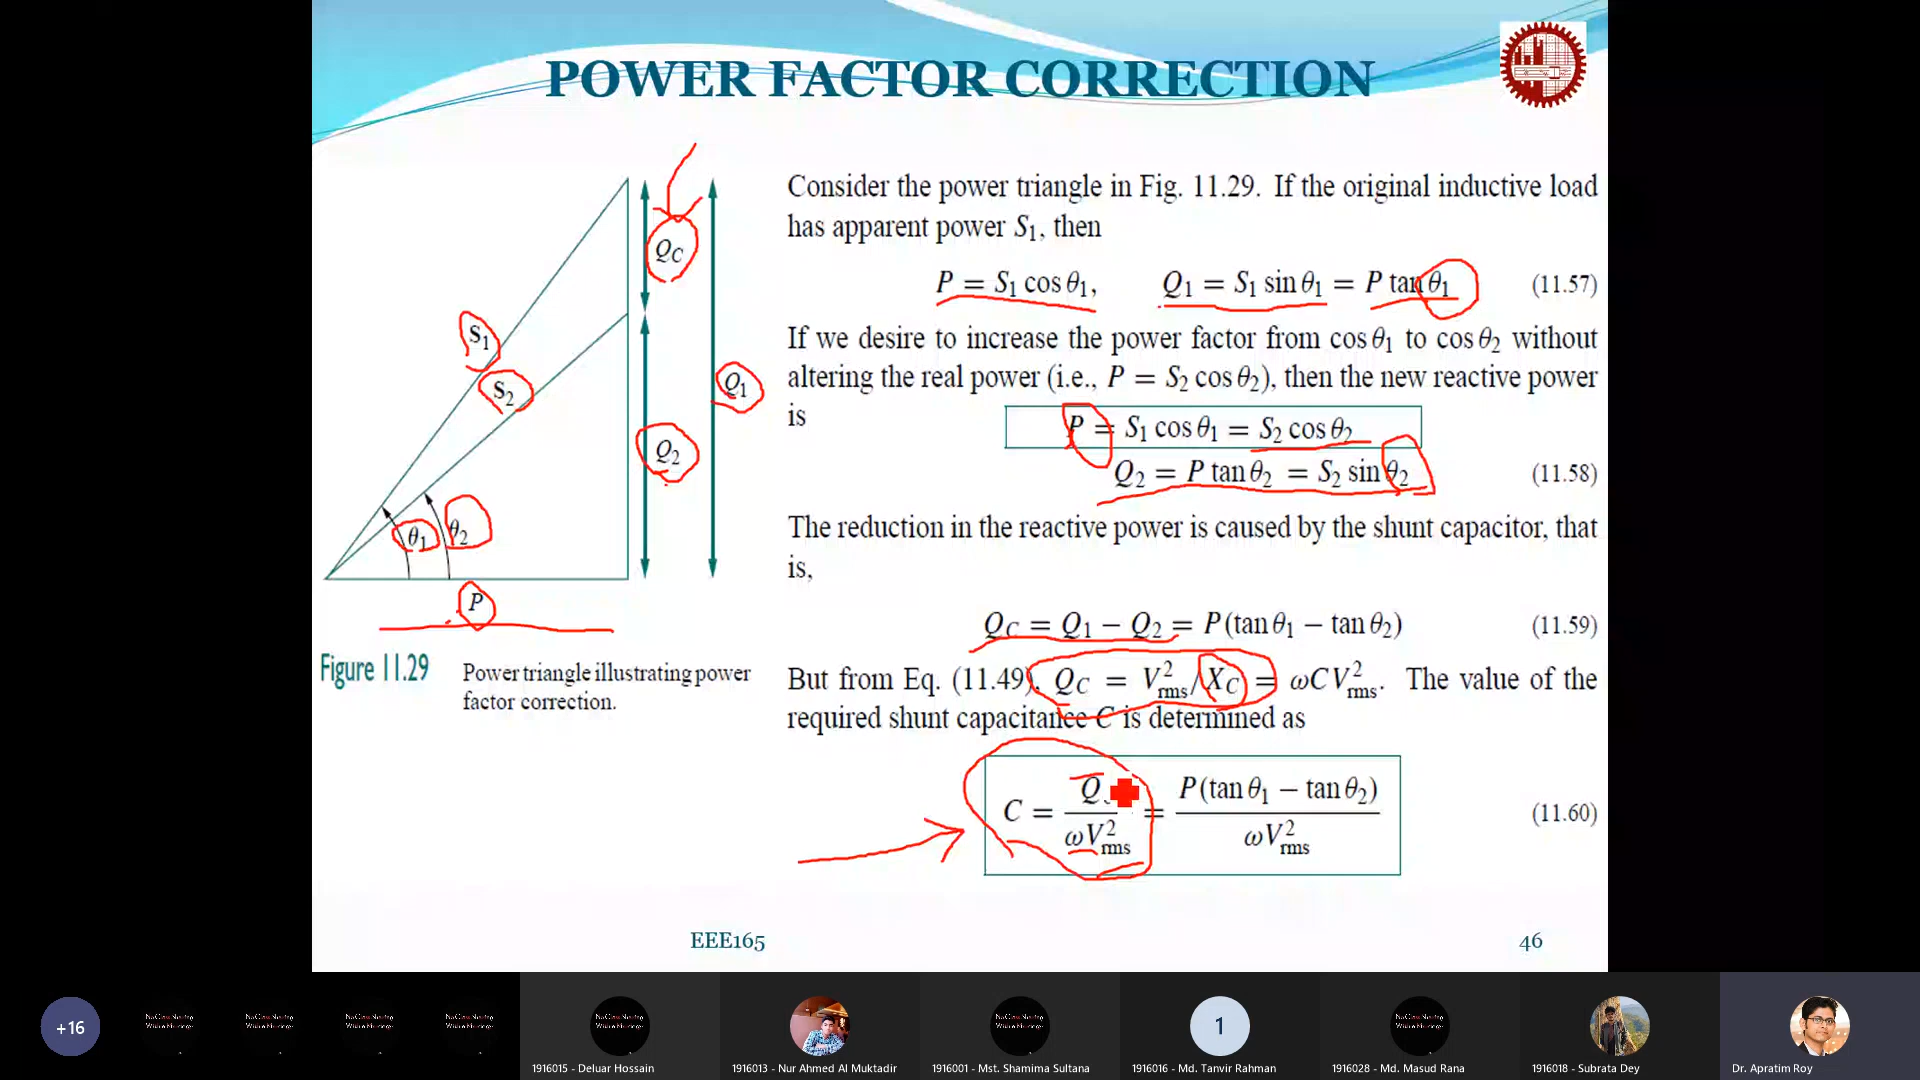 POWER FACTOR CORRECTION
Consider the power triangle in Fig. 11.29. If the original inductive load
has apparent power S₁, then
P = S₁ cos θ₁, Q₁ = S₁ sin θ₁ = P tan θ₁ (11.57)
If we desire to increase the power factor from cos θ₁ to cos θ₂ without
altering the real power (i.e., P = S₂ cos θ₂), then the new reactive power
is
P = S₁ cos θ₁ = S₂ cos θ₂
Q₂ = P tan θ₂ = S₂ sin θ₂ (11.58)
The reduction in the reactive power is caused by the shunt capacitor, that
is,
Q_C = Q₁ − Q₂ = P(tan θ₁ − tan θ₂) (11.59)
But from Eq. (11.49), Q_C = V²rms/X_C = ωCV²rms. The value of the
required shunt capacitance C is determined as
C = Q / ωV²rms = P(tan θ₁ − tan θ₂) / ωV²rms (11.60)
Q_C
S₁
S₂
Q₁
Q₂
θ₁
θ₂
P
Figure 11.29 Power triangle illustrating power
factor correction.
EEE165
46
+16
1
1916015 - Deluar Hossain
1916013 - Nur Ahmed Al Muktadir
1916001 - Mst. Shamima Sultana
1916016 - Md. Tanvir Rahman
1916028 - Md. Masud Rana
1916018 - Subrata Dey
Dr. Apratim Roy